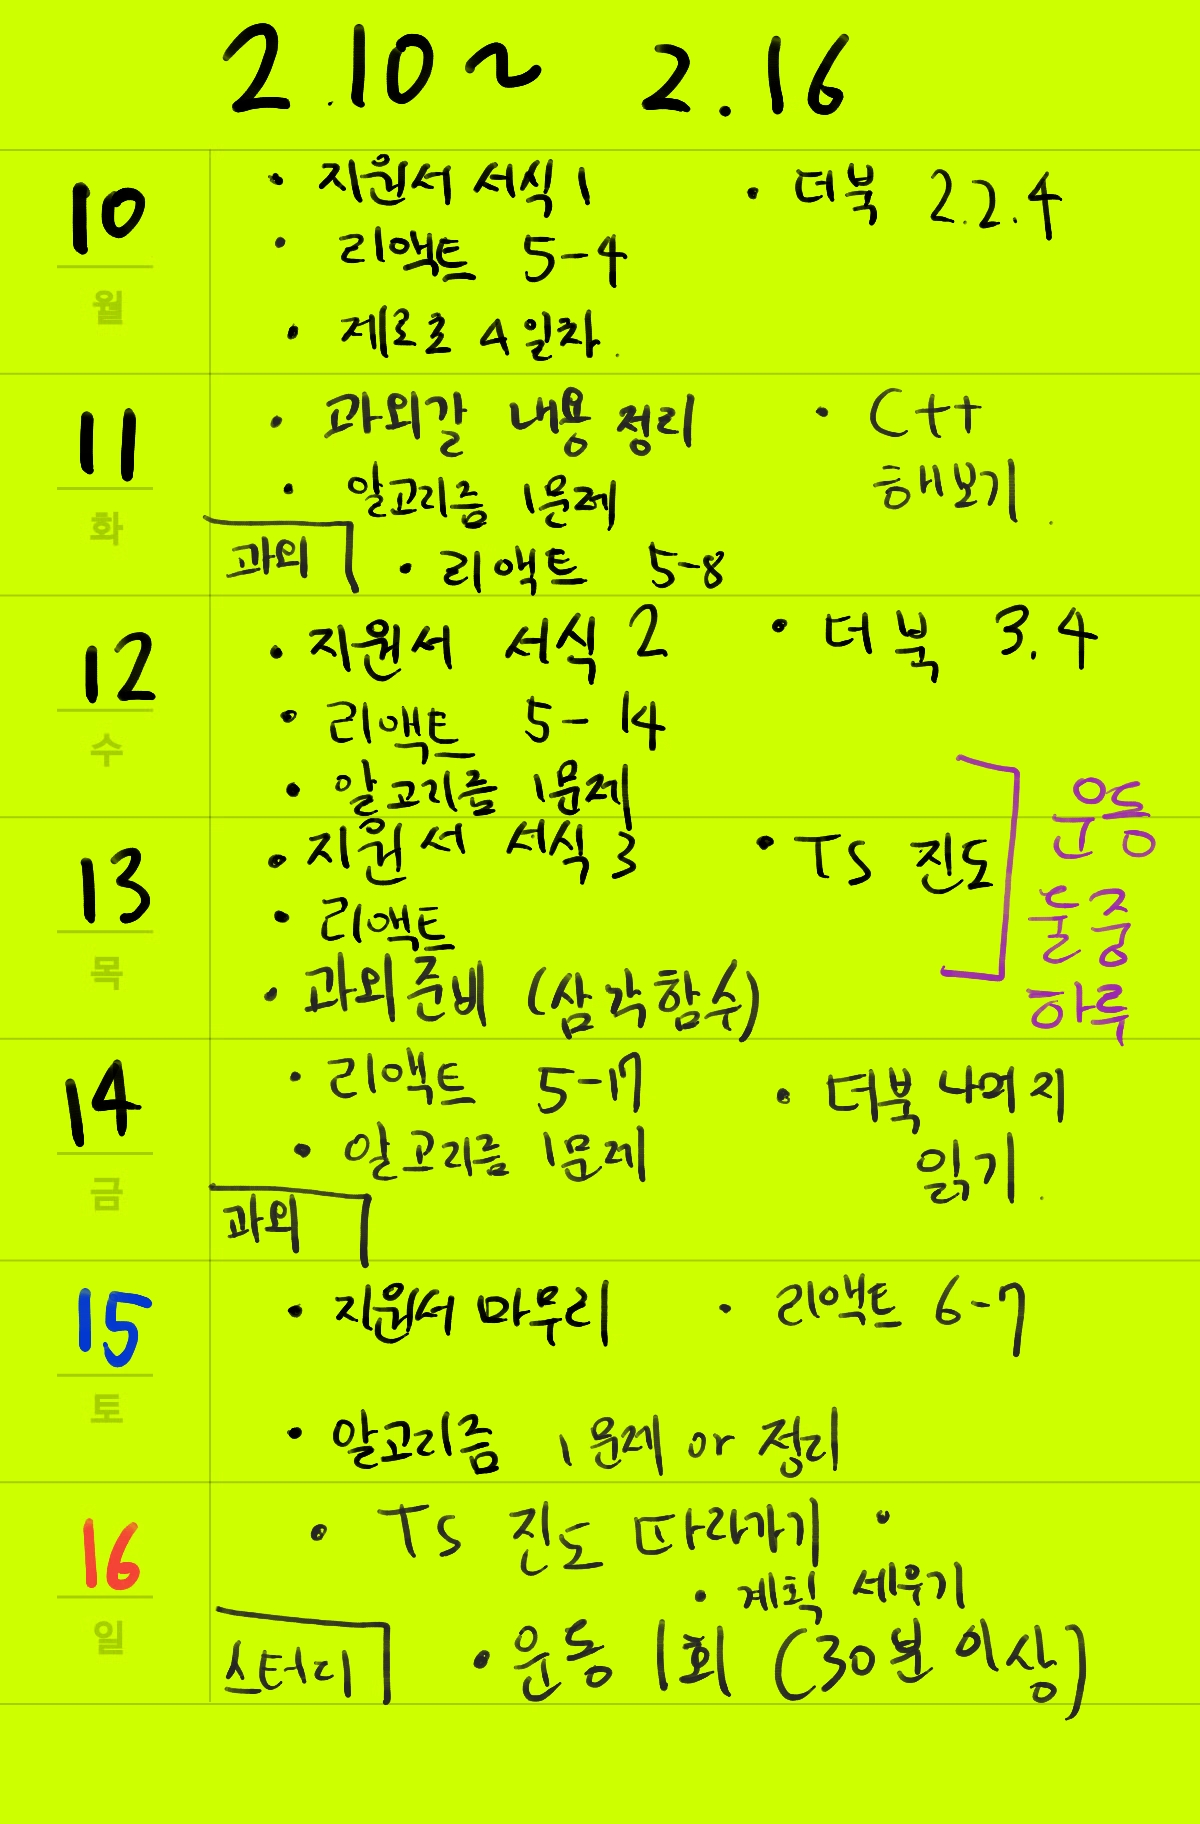 2.10~ 2.16
10
월
· 지원서 서식 1
· 더북 2.2.4
· 리액트 5-4
· 제로초 4일차.
11
화
· 과외갈 내용 정리
· C++
해보기.
· 알고리즘 1문제
과외
· 리액트 5-8
12
수
· 지원서 서식 2
· 더북 3.4
· 리액트 5-14
· 알고리즘 1문제
13
목
· 지원서 서식 3
· TS 진도
· 리액트
· 과외준비 (삼각함수)
운동
둘중
하루
14
금
· 리액트 5-17
· 더북 나머지
읽기.
· 알고리즘 1문제
과외
15
토
· 지원서 마무리
· 리액트 6-7
· 알고리즘 1문제 or 정리
16
일
· TS 진도 따라가기 ·
· 계획 세우기
스터디
· 운동 1회 (30분 이상)